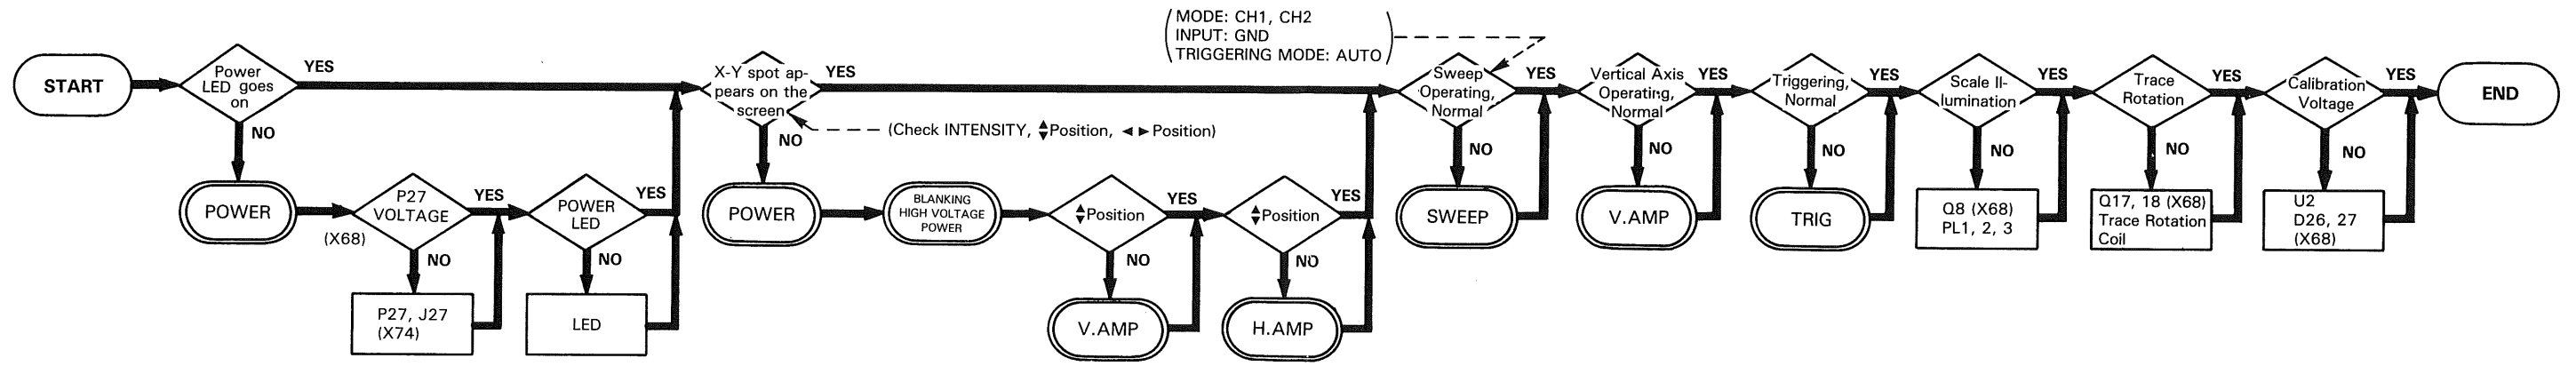 MODE: CH1, CH2
INPUT: GND
TRIGGERING MODE: AUTO
START
Power
LED goes
on
YES
NO
POWER
P27
VOLTAGE
(X68)
YES
NO
P27, J27
(X74)
POWER
LED
YES
NO
LED
X-Y spot ap-
pears on the
screen
YES
NO
(Check INTENSITY, ▲▼Position, ◄ ►Position)
POWER
BLANKING
HIGH VOLTAGE
POWER
▲▼Position
YES
NO
V.AMP
▲▼Position
YES
NO
H.AMP
Sweep
Operating,
Normal
YES
NO
SWEEP
Vertical Axis
Operating,
Normal
YES
NO
V.AMP
Triggering,
Normal
YES
NO
TRIG
Scale Il-
lumination
YES
NO
Q8 (X68)
PL1, 2, 3
Trace
Rotation
YES
NO
Q17, 18 (X68)
Trace Rotation
Coil
Calibration
Voltage
YES
NO
U2
D26, 27
(X68)
END